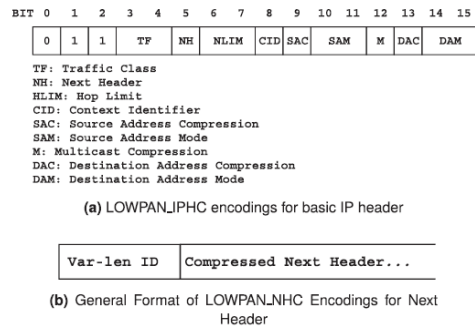 BIT 0 1 2 3 4 5 6 7 8 9 10 11 12 13 14 15
0 1 1 TF NH NLIM CID SAC SAM M DAC DAM
TF: Traffic Class
NH: Next Header
HLIM: Hop Limit
CID: Context Identifier
SAC: Source Address Compression
SAM: Source Address Mode
M: Multicast Compression
DAC: Destination Address Compression
DAM: Destination Address Mode
(a) LOWPAN_IPHC encodings for basic IP header
Var-len ID Compressed Next Header...
(b) General Format of LOWPAN_NHC Encodings for Next
Header